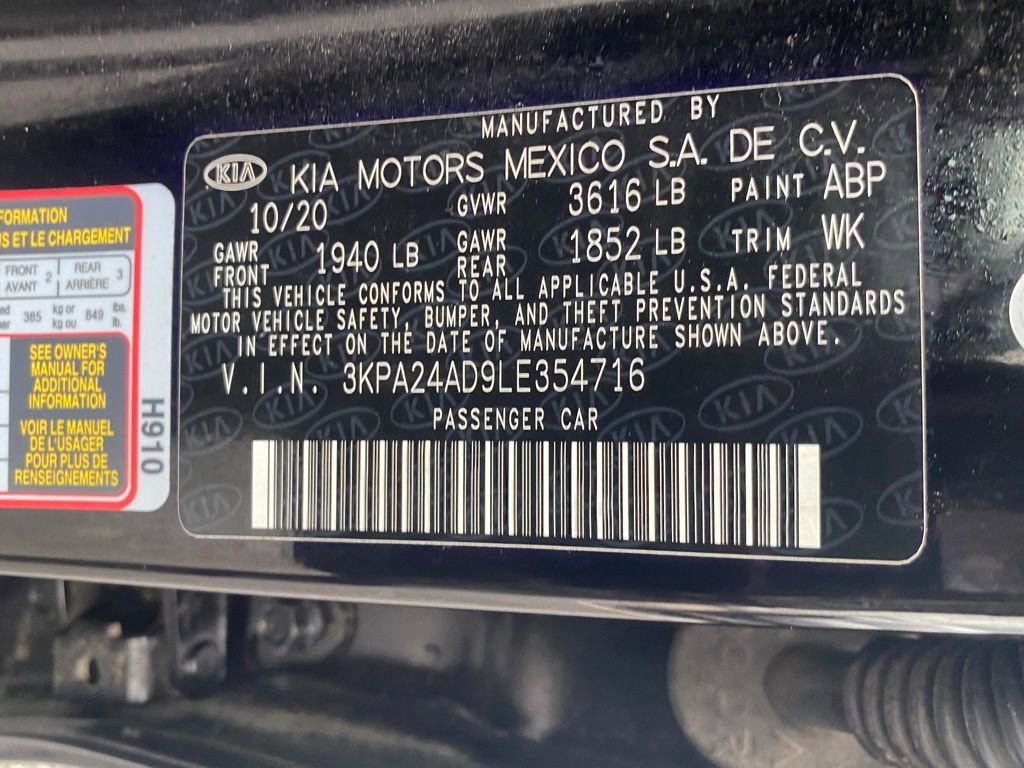 MANUFACTURED BY
KIA KIA MOTORS MEXICO S.A. DE C.V.
10/20 GVWR 3616 LB PAINT ABP
GAWR FRONT 1940 LB GAWR REAR 1852 LB TRIM WK
THIS VEHICLE CONFORMS TO ALL APPLICABLE U.S.A. FEDERAL
MOTOR VEHICLE SAFETY, BUMPER, AND THEFT PREVENTION STANDARDS
IN EFFECT ON THE DATE OF MANUFACTURE SHOWN ABOVE.
V.I.N. 3KPA24AD9LE354716
PASSENGER CAR
ET LE CHARGEMENT
FRONT AVANT 2 REAR ARRIÈRE 3
385 kg or kg ou 849 lbs. lb.
SEE OWNER'S
MANUAL FOR
ADDITIONAL
INFORMATION
VOIR LE MANUEL
DE L'USAGER
POUR PLUS DE
RENSEIGNEMENTS
H910